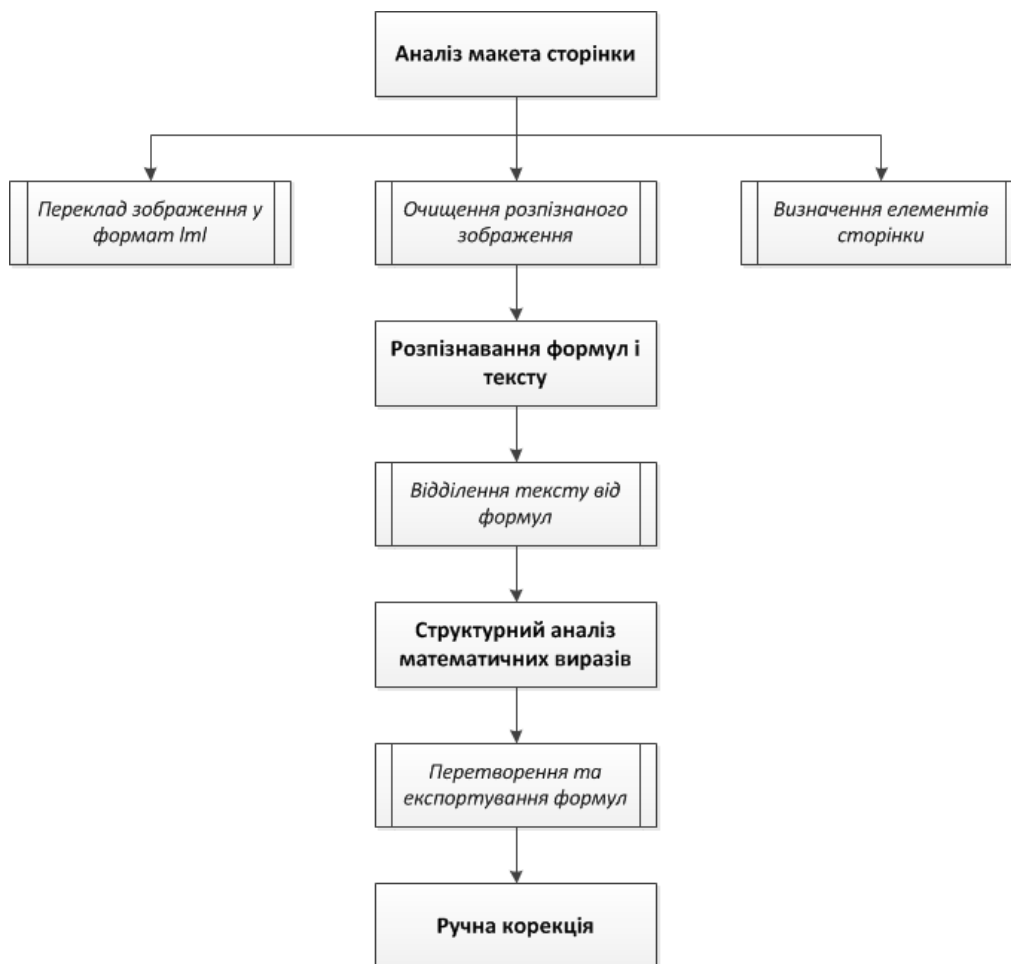 Аналіз макета сторінки
Переклад зображення у
формат lml
Очищення розпізнаного
зображення
Визначення елементів
сторінки
Розпізнавання формул і
тексту
Відділення тексту від
формул
Структурний аналіз
математичних виразів
Перетворення та
експортування формул
Ручна корекція